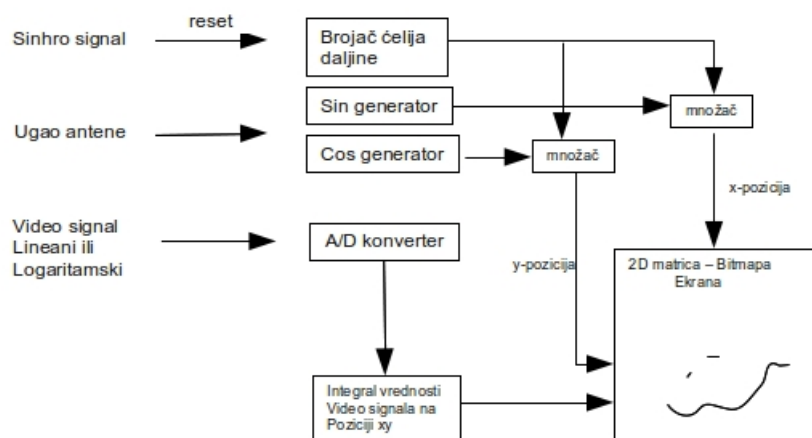 reset
Sinhro signal
Brojač ćelija
daljine
Sin generator
množač
Ugao antene
Cos generator
množač
x-pozicija
Video signal
Lineani ili
Logaritamski
A/D konverter
y-pozicija
2D matrica – Bitmapa
Ekrana
Integral vrednosti
Video signala na
Poziciji xy